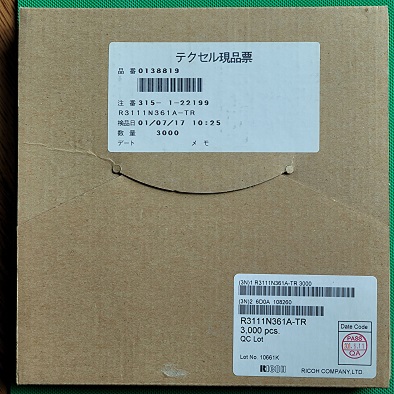 テクセル現品票
品 番 0138819
注 番 315- 1-22199
R3111N361A-TR
検品日 01/07/17 10:25
数 量 3000
デート メ モ
(3N)1 R3111N361A-TR 3000
(3N)2 6D0A 108260
R3111N361A-TR
3,000 pcs.
QC Lot
Date Code
PASS
QA
Lot No. 10661K
RICOH RICOH COMPANY,LTD.